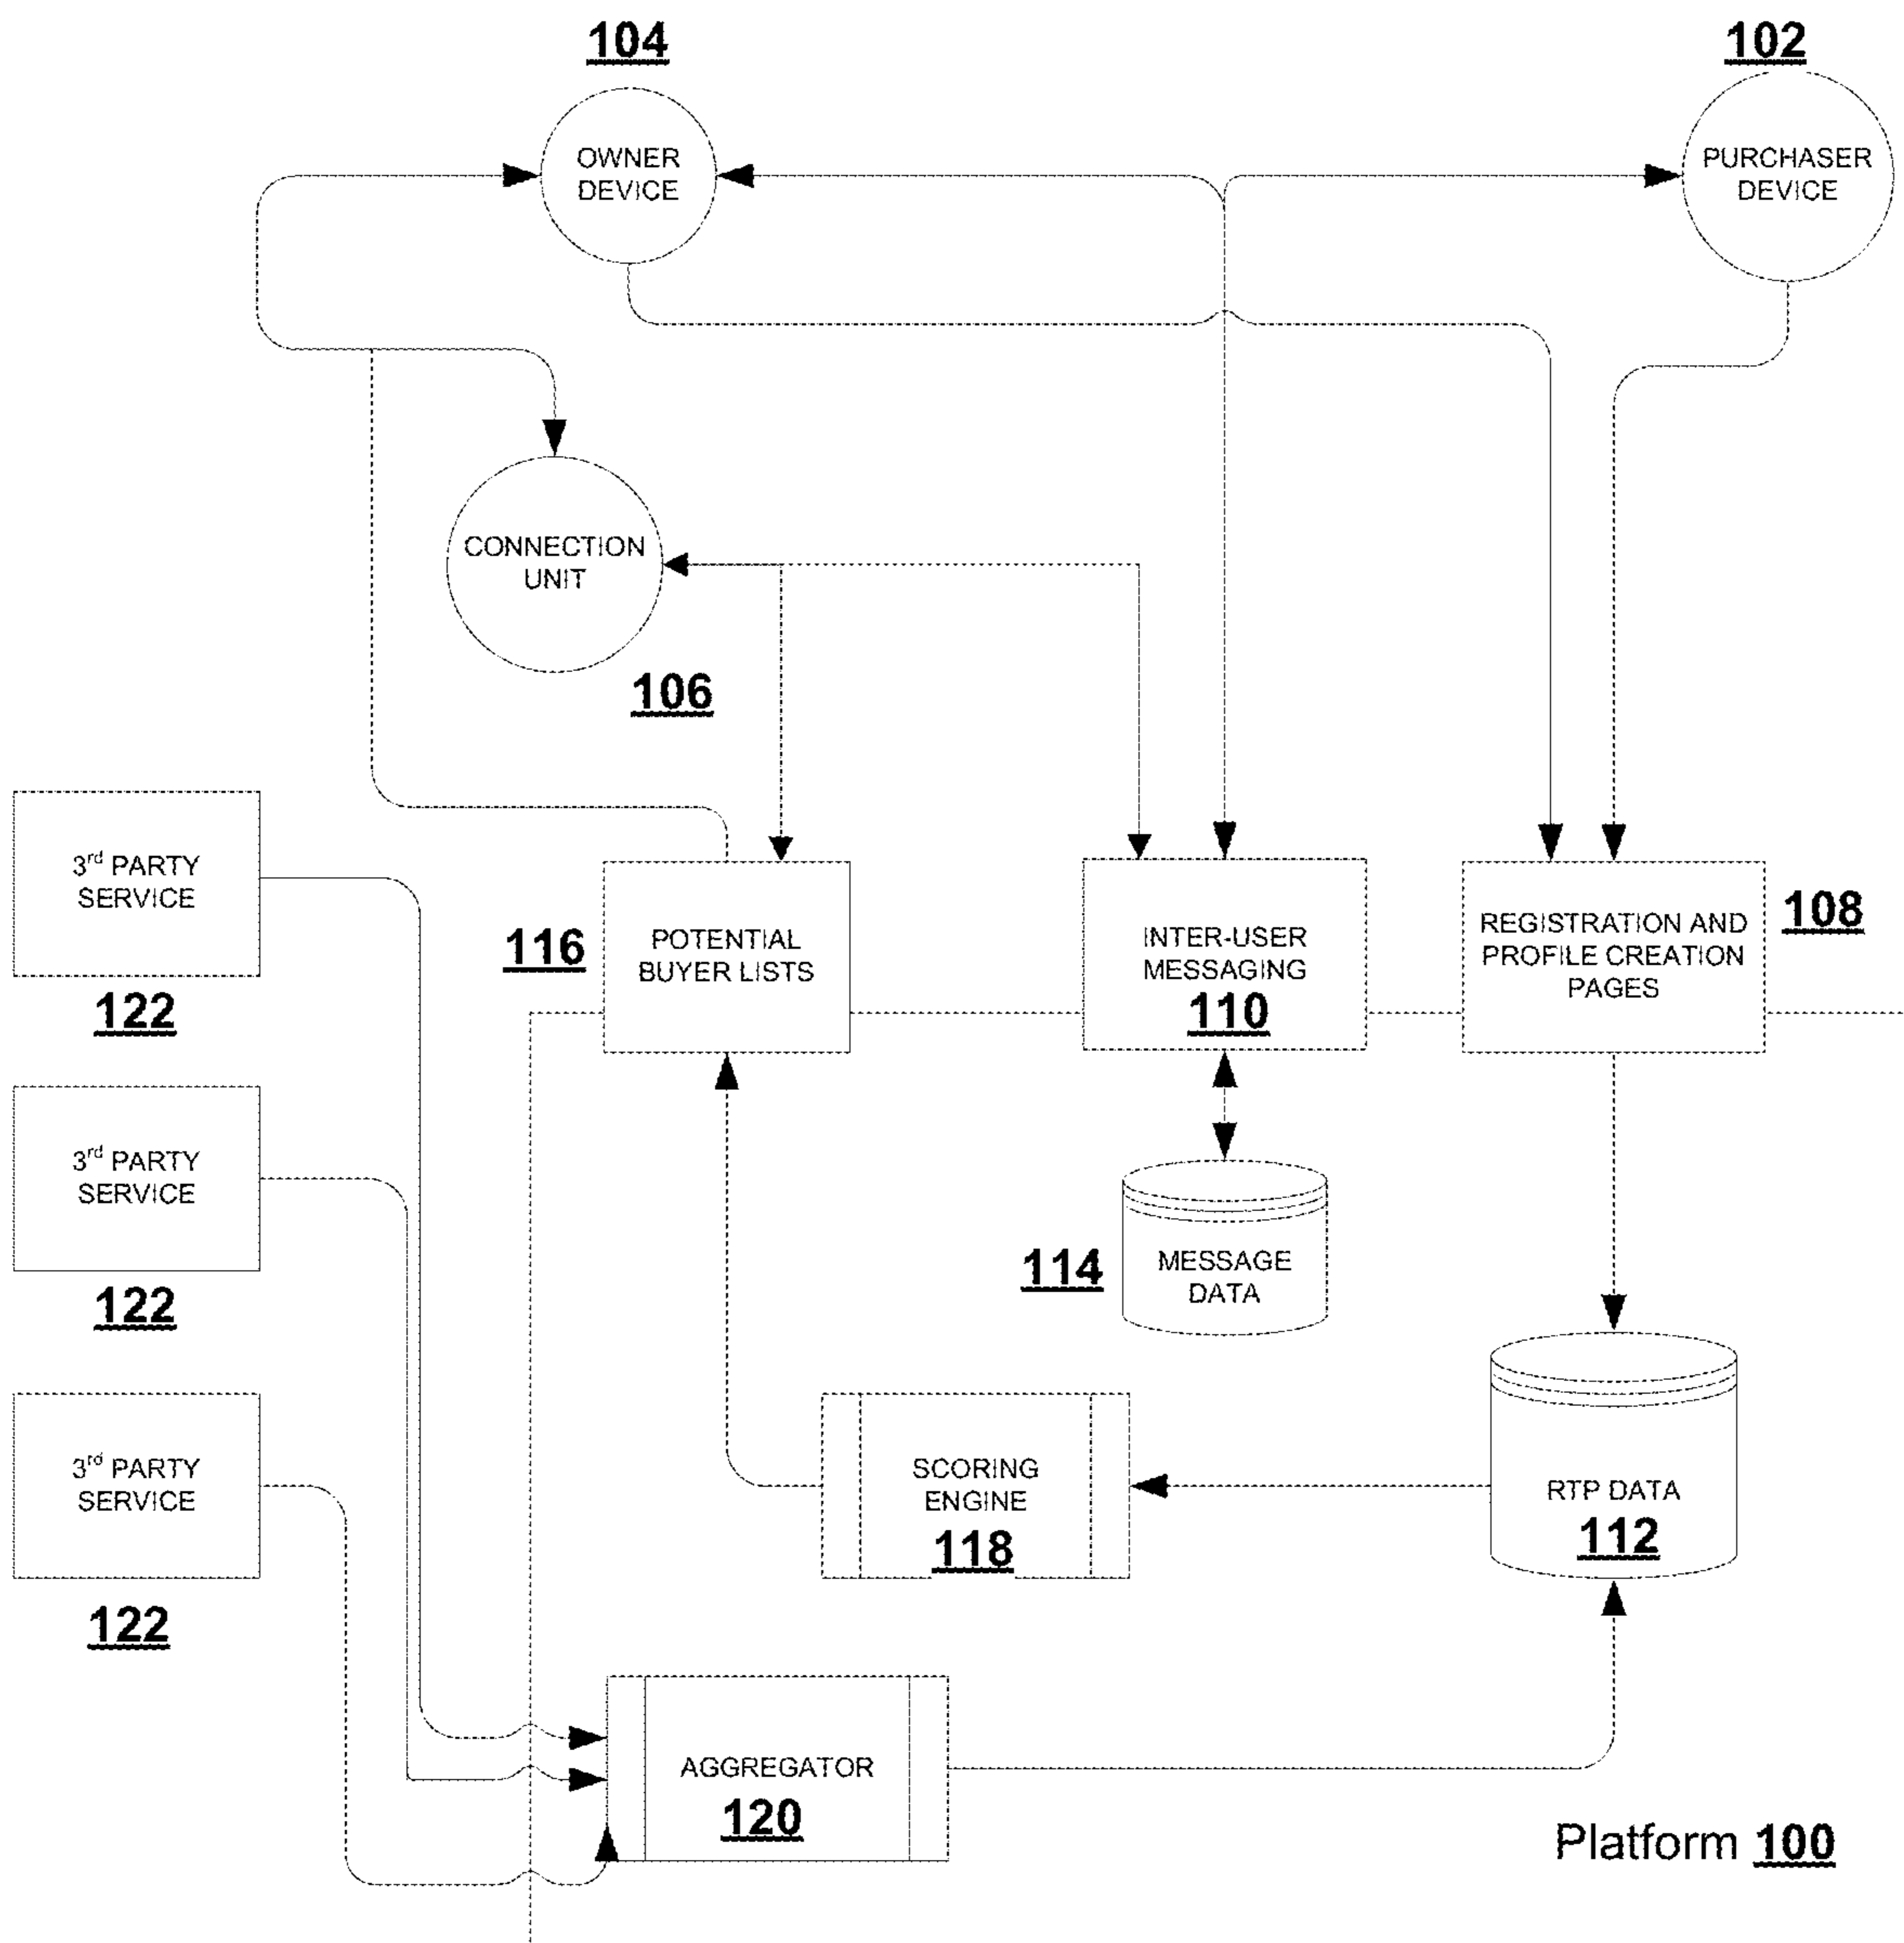 104
102
OWNER
DEVICE
PURCHASER
DEVICE
CONNECTION
UNIT
106
3rd PARTY
SERVICE
122
116
POTENTIAL
BUYER LISTS
INTER-USER
MESSAGING
110
REGISTRATION AND
PROFILE CREATION
PAGES
108
3rd PARTY
SERVICE
122
114
MESSAGE
DATA
3rd PARTY
SERVICE
122
SCORING
ENGINE
118
RTP DATA
112
AGGREGATOR
120
Platform 100